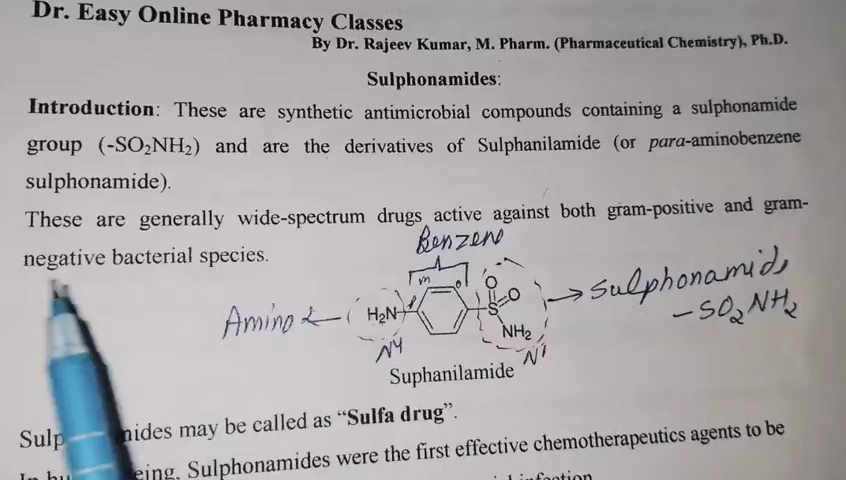 Dr. Easy Online Pharmacy Classes
By Dr. Rajeev Kumar, M. Pharm. (Pharmaceutical Chemistry), Ph.D.
Sulphonamides:
Introduction: These are synthetic antimicrobial compounds containing a sulphonamide
group (-SO2NH2) and are the derivatives of Sulphanilamide (or para-aminobenzene
sulphonamide).
These are generally wide-spectrum drugs active against both gram-positive and gram-
negative bacterial species.
Benzene
m o
Amino H2N p S O O NH2 Sulphonamide
-SO2NH2
N4 N1
Suphanilamide
may be called as “Sulfa drug”.
Sulphonamides were the first effective chemotherapeutics agents to be